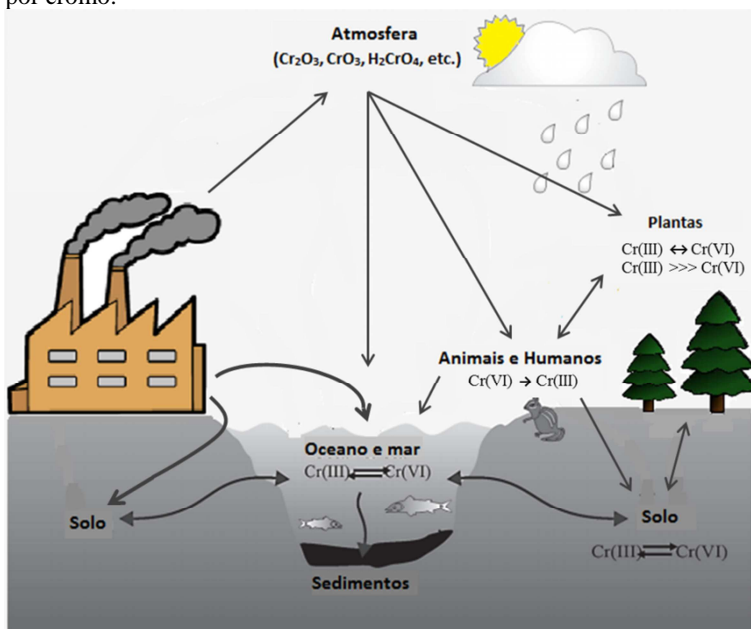 por cromo.
Atmosfera
(Cr₂O₃, CrO₃, H₂CrO₄, etc.)
Plantas
Cr(III) ↔ Cr(VI)
Cr(III) >>> Cr(VI)
Animais e Humanos
Cr(VI) → Cr(III)
Oceano e mar
Cr(III) ⇌ Cr(VI)
Solo
Solo
Cr(III) ⇌ Cr(VI)
Sedimentos